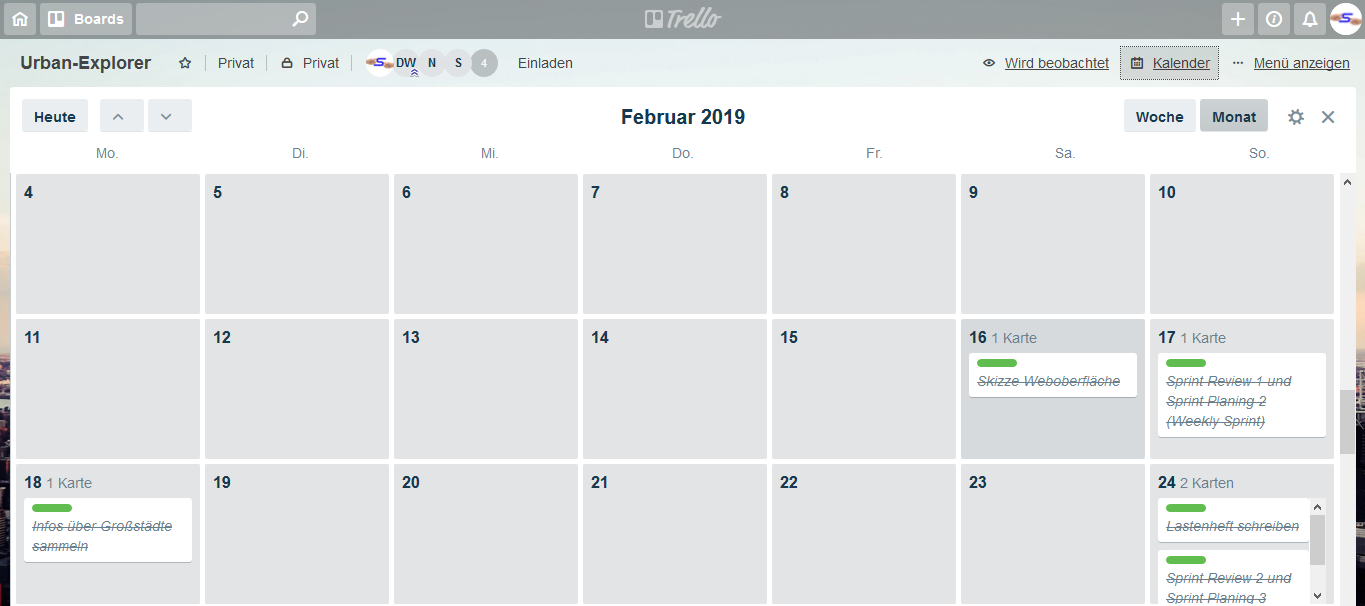 Boards
Trello
Urban-Explorer
Privat
Privat
S
DW
N
S
4
Einladen
Wird beobachtet
Kalender
Menü anzeigen
Heute
Februar 2019
Woche
Monat
Mo.
Di.
Mi.
Do.
Fr.
Sa.
So.
4
5
6
7
8
9
10
11
12
13
14
15
16 1 Karte
Skizze Weboberfläche
17 1 Karte
Sprint Review 1 und
Sprint Planing 2
(Weekly Sprint)
18 1 Karte
Infos über Großstädte
sammeln
19
20
21
22
23
24 2 Karten
Lastenheft schreiben
Sprint Review 2 und
Sprint Planing 3
S